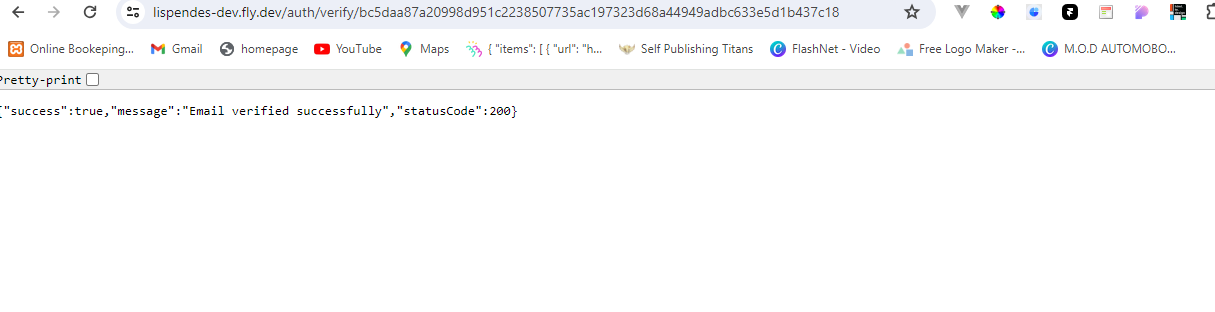 lispendes-dev.fly.dev/auth/verify/bc5daa87a20998d951c2238507735ac197323d68a44949adbc633e5d1b437c18
Online Bookeping... Gmail homepage YouTube Maps { "items": [ { "url": "h... Self Publishing Titans FlashNet - Video Free Logo Maker -... M.O.D AUTOMOBO...
Pretty-print
{"success":true,"message":"Email verified successfully","statusCode":200}